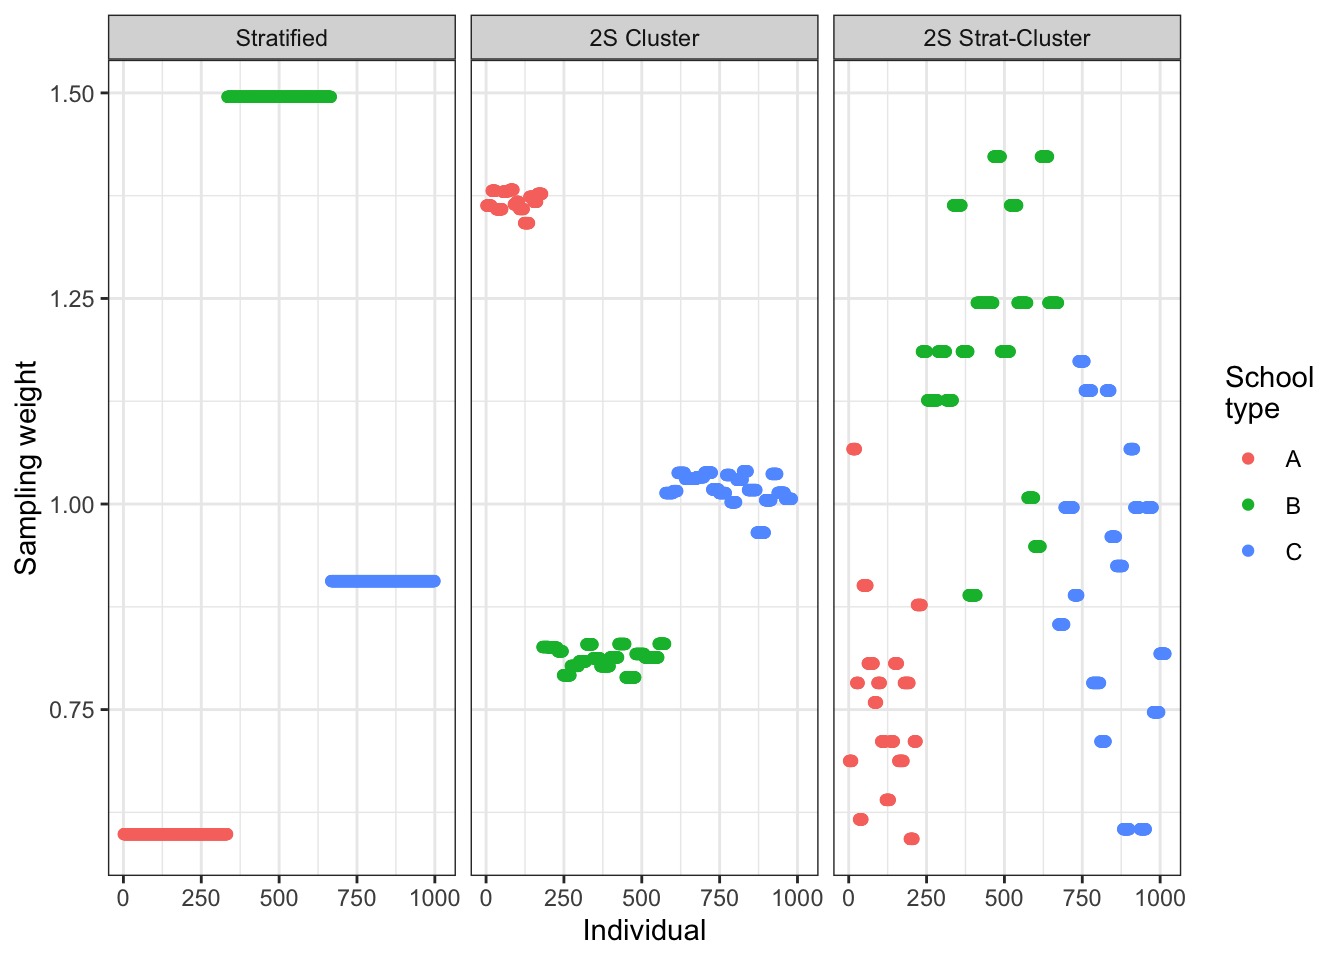 Stratified
2S Cluster
2S Strat-Cluster
Sampling weight
1.50
1.25
1.00
0.75
0 250 500 750 1000
0 250 500 750 1000
0 250 500 750 1000
Individual
School
type
A
B
C